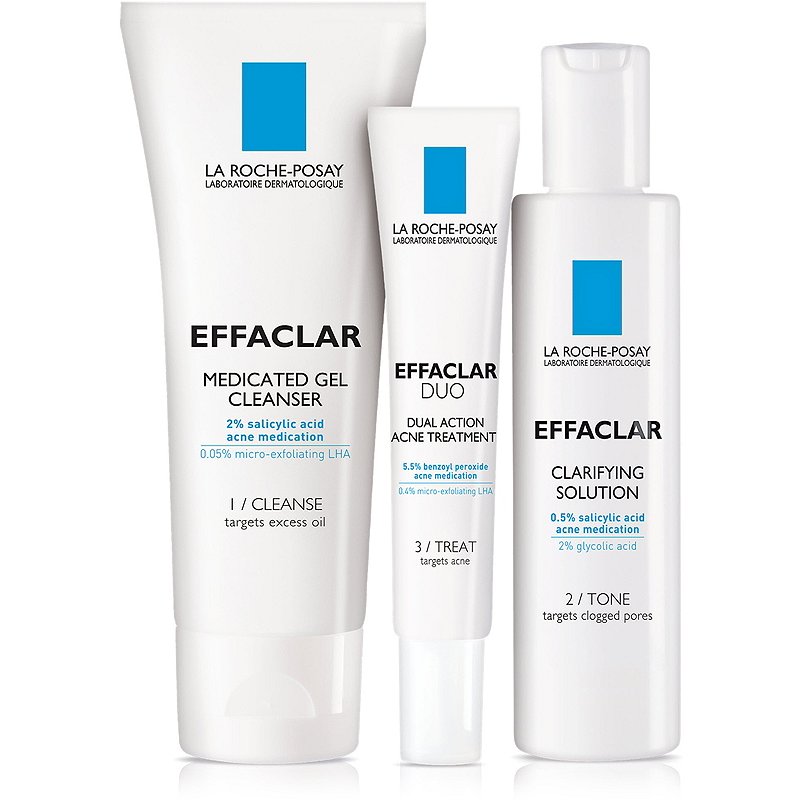 LA ROCHE-POSAY
LABORATOIRE DERMATOLOGIQUE
EFFACLAR
MEDICATED GEL
CLEANSER
2% salicylic acid
acne medication
0.05% micro-exfoliating LHA
1 / CLEANSE
targets excess oil
LA ROCHE-POSAY
LABORATOIRE DERMATOLOGIQUE
EFFACLAR
DUO
DUAL ACTION
ACNE TREATMENT
5.5% benzoyl peroxide
acne medication
0.4% micro-exfoliating LHA
3 / TREAT
targets acne
LA ROCHE-POSAY
LABORATOIRE DERMATOLOGIQUE
EFFACLAR
CLARIFYING
SOLUTION
0.5% salicylic acid
acne medication
2% glycolic acid
2 / TONE
targets clogged pores